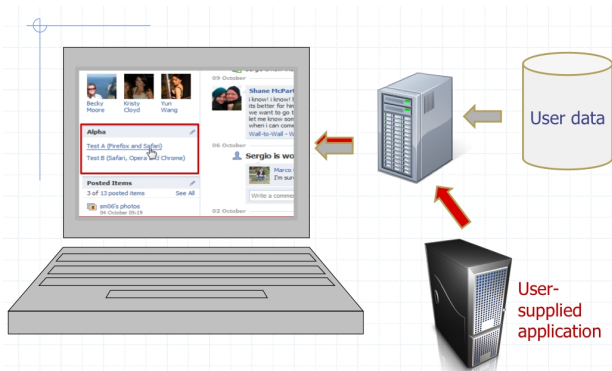 09 October
Becky Moore
Kristy Cloyd
Yun Wang
Shane McPart
I know! I know! I
its better for her
we want to go t
let me know son
when i can come
Wall-to-Wall - W
Alpha
Test A (Firefox and Safari)
Test B (Safari, Opera and Chrome)
06 October
Sergio is wo
Marco
I'm sur
Write a comme
Posted Items
3 of 13 posted items
See All
sm06's photos
04 October 05:19
02 October
User data
User-
supplied
application